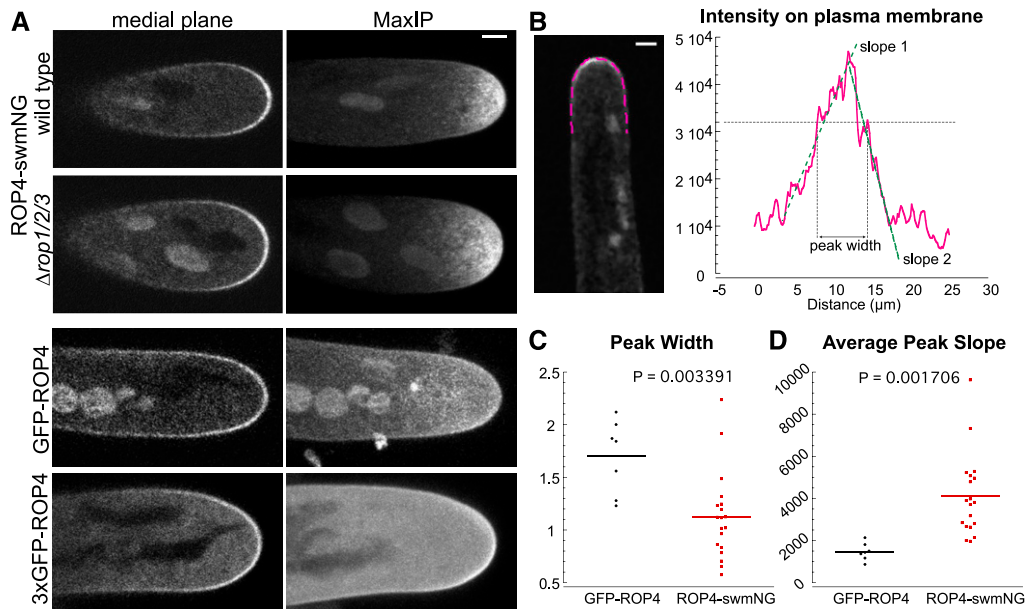 A
medial plane
MaxIP
ROP4-swmNG
wild type
Δrop1/2/3
GFP-ROP4
3xGFP-ROP4
B
Intensity on plasma membrane
5 10⁴
4 10⁴
3 10⁴
2 10⁴
1 10⁴
0
slope 1
peak width
slope 2
-5 0 5 10 15 20 25 30
Distance (μm)
C
Peak Width
P = 0.003391
2.5
2
1.5
1
0.5
GFP-ROP4 ROP4-swmNG
D
Average Peak Slope
P = 0.001706
10000
8000
6000
4000
2000
0
GFP-ROP4 ROP4-swmNG